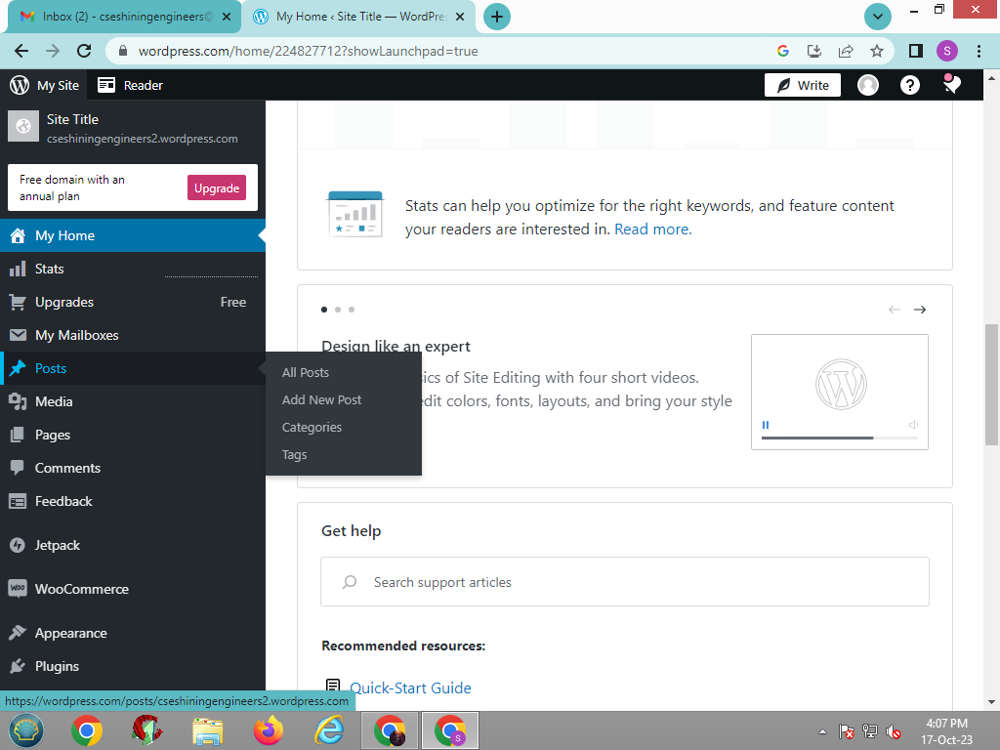 Inbox (2) - cseshiningengineers@
My Home ‹ Site Title — WordPre
wordpress.com/home/224827712?showLaunchpad=true
G
S
My Site
Reader
Write
?
Site Title
cseshiningengineers2.wordpress.com
Free domain with an
annual plan
Upgrade
My Home
Stats
Upgrades
Free
My Mailboxes
Posts
Media
Pages
Comments
Feedback
Jetpack
WOO
WooCommerce
Appearance
Plugins
All Posts
Add New Post
Categories
Tags
Stats can help you optimize for the right keywords, and feature content
your readers are interested in. Read more.
Design like an expert
sics of Site Editing with four short videos.
edit colors, fonts, layouts, and bring your style
Get help
Search support articles
Recommended resources:
Quick-Start Guide
https://wordpress.com/posts/cseshiningengineers2.wordpress.com
S
4:07 PM
17-Oct-23